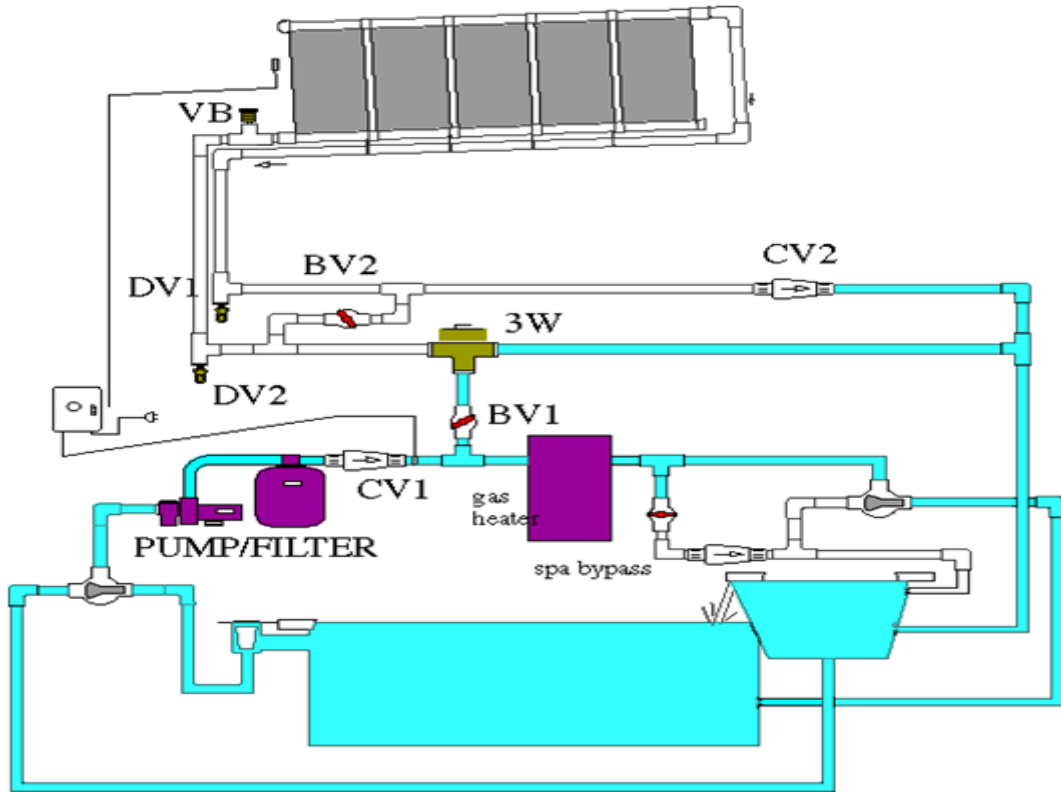 VB
BV2
CV2
DV1
3W
DV2
BV1
CV1
gas
heater
PUMP/FILTER
spa bypass